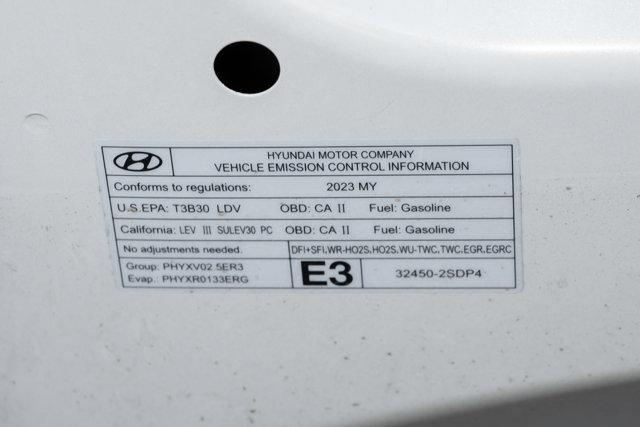 HYUNDAI MOTOR COMPANY
VEHICLE EMISSION CONTROL INFORMATION
Conforms to regulations: 2023 MY
U.S.EPA: T3B30 LDV OBD: CA II Fuel: Gasoline
California: LEV III SULEV30 PC OBD: CA II Fuel: Gasoline
No adjustments needed. DFI+SFI.WR-HO2S.HO2S.WU-TWC.TWC.EGR.EGRC
Group: PHYXV02.5ER3
Evap.: PHYXR0133ERG
E3 32450-2SDP4